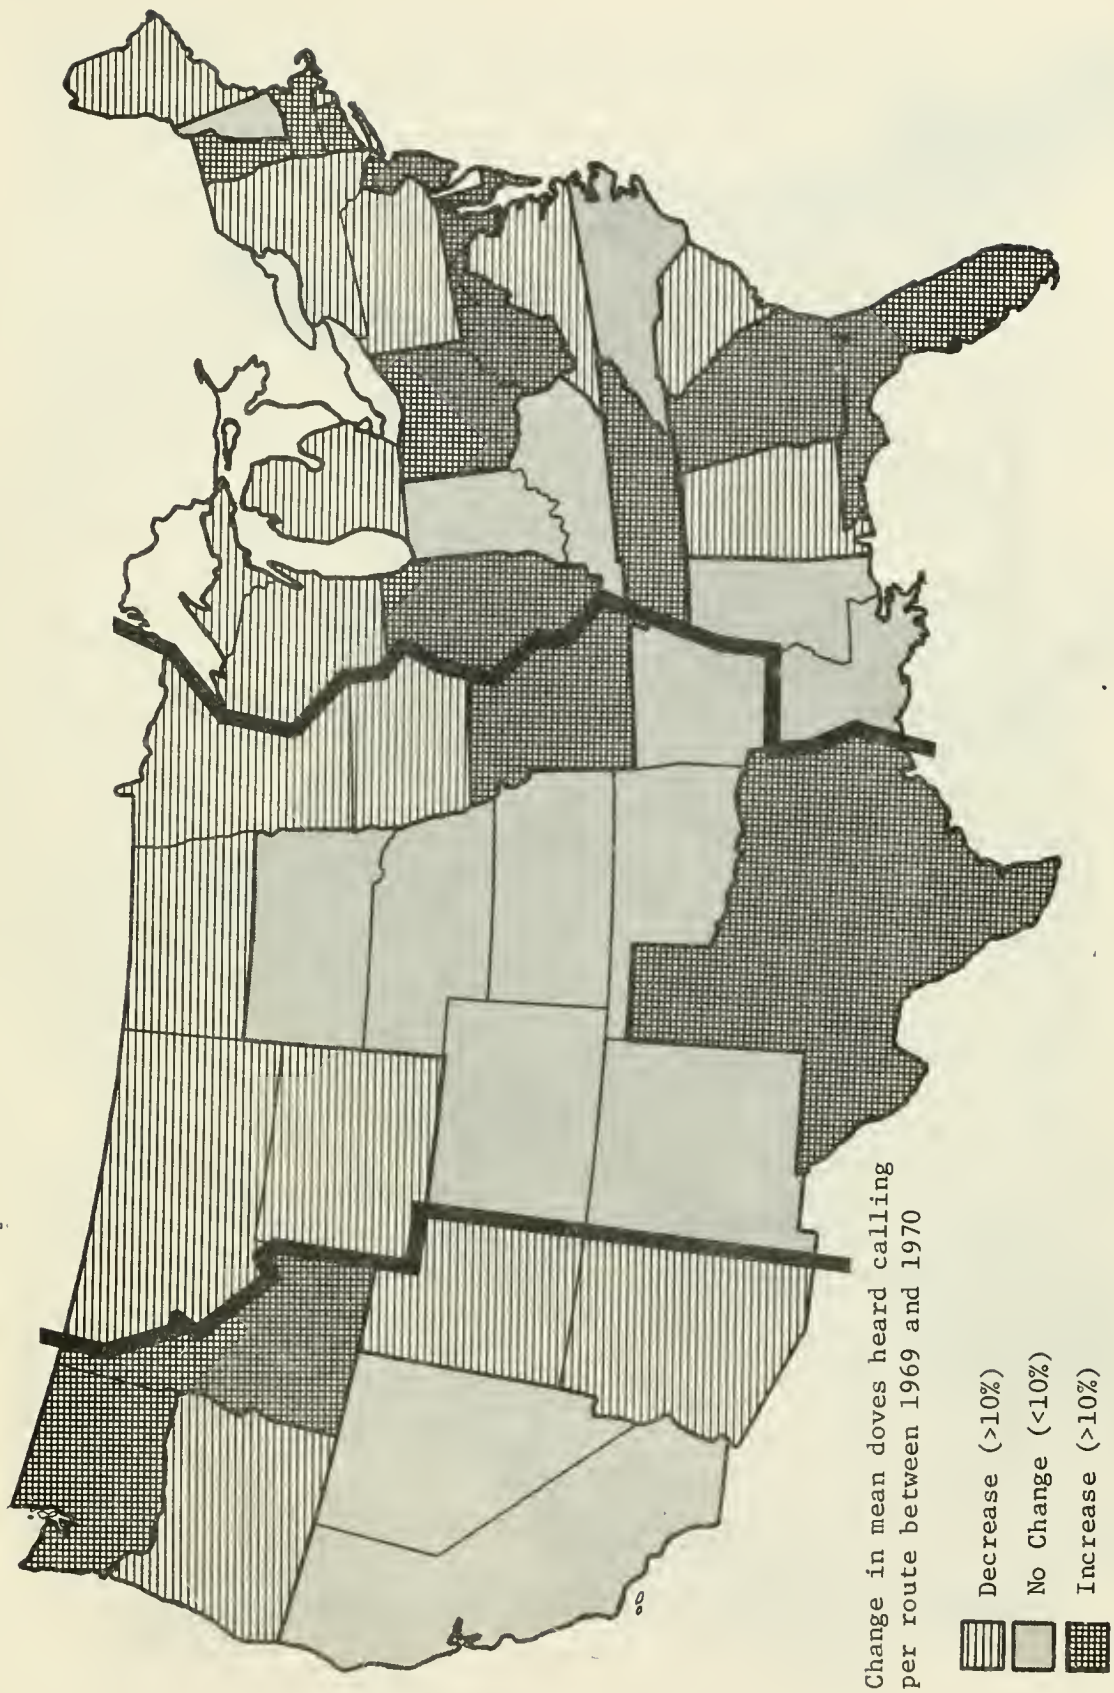 Change in mean doves heard calling
per route between 1969 and 1970
Decrease (>10%)
No Change (<10%)
Increase (>10%)